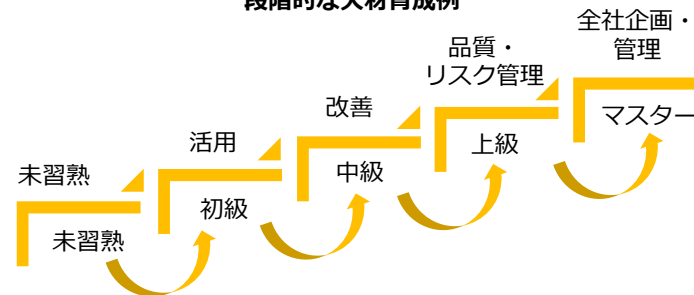 段階的な人材育成例
全社企画・
管理
品質・
リスク管理
改善
活用
未習熟
マスター
上級
中級
初級
未習熟